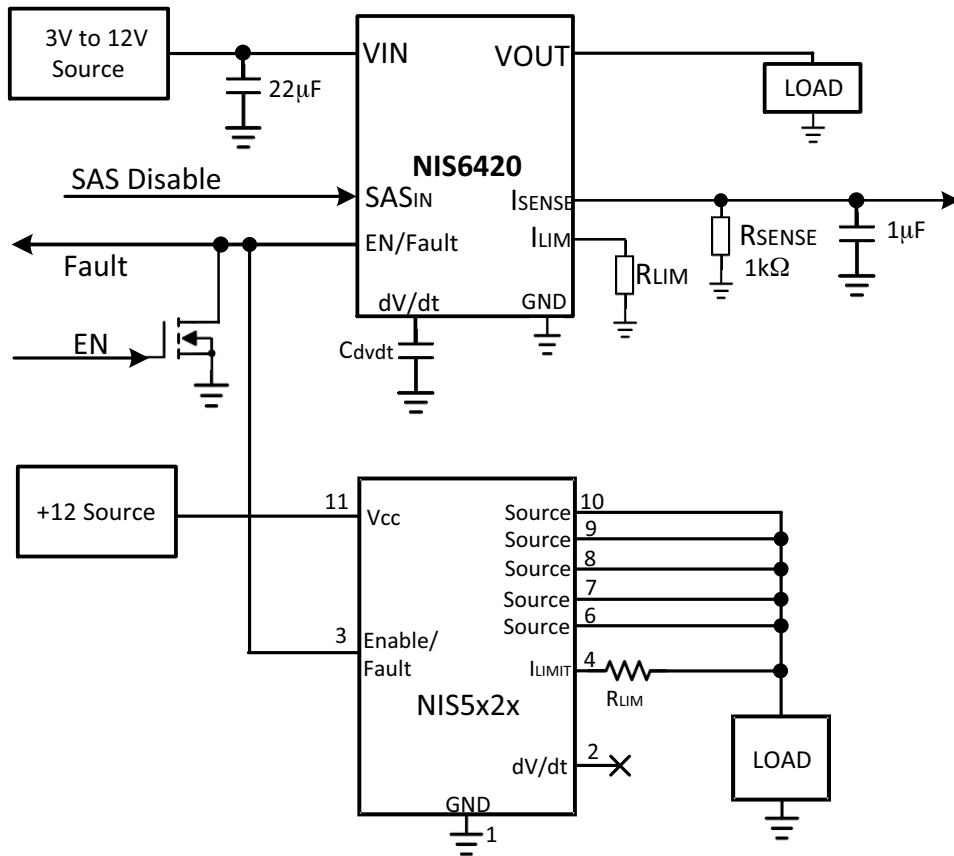 3V to 12V
Source
22μF
VIN
VOUT
LOAD
NIS6420
SAS Disable
SASIN
ISENSE
EN/Fault
ILIM
Fault
RLIM
RSENSE
1kΩ
1μF
dV/dt
GND
EN
Cdvdt
+12 Source
11
Vcc
Source
10
Source
9
Source
8
Source
7
Source
6
3
Enable/
Fault
ILIMIT
4
RLIM
NIS5x2x
dV/dt
2
LOAD
GND
1